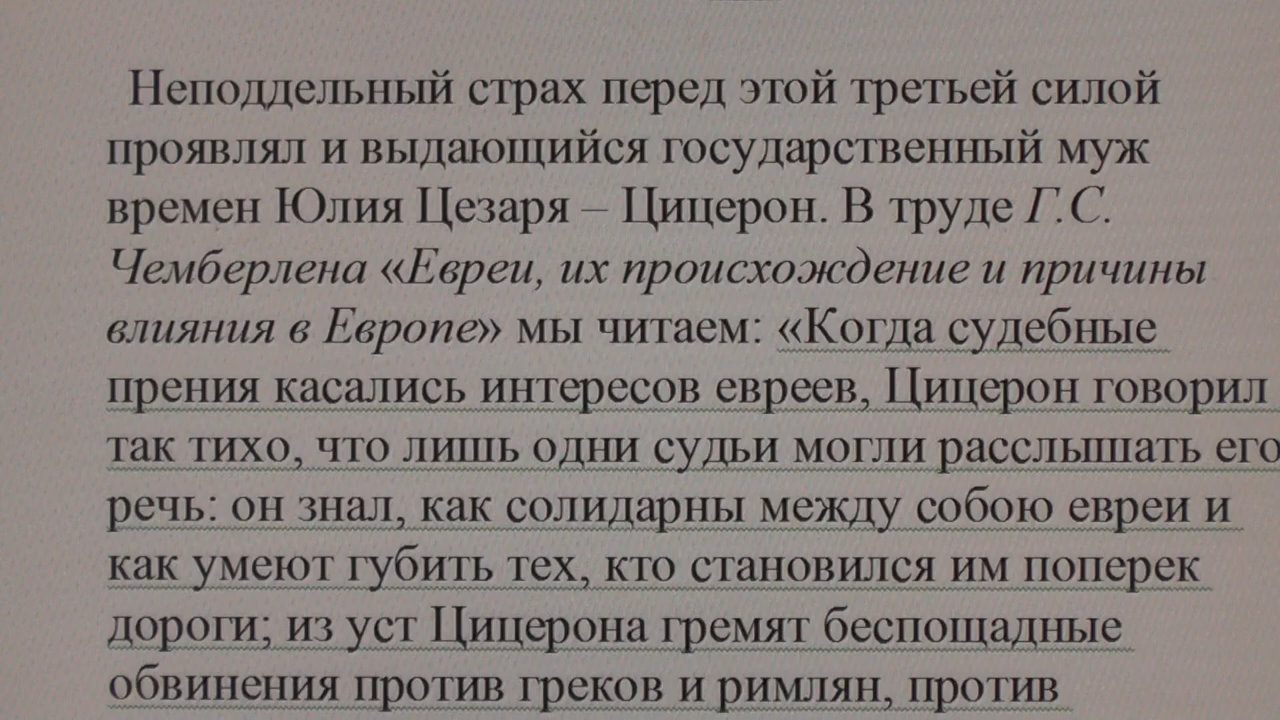 Неподдельный страх перед этой третьей силой
проявлял и выдающийся государственный муж
времен Юлия Цезаря – Цицерон. В труде Г.С.
Чемберлена «Евреи, их происхождение и причины
влияния в Европе» мы читаем: «Когда судебные
прения касались интересов евреев, Цицерон говорил
так тихо, что лишь одни судьи могли расслышать его
речь: он знал, как солидарны между собою евреи и
как умеют губить тех, кто становился им поперек
дороги; из уст Цицерона гремят беспощадные
обвинения против греков и римлян, против